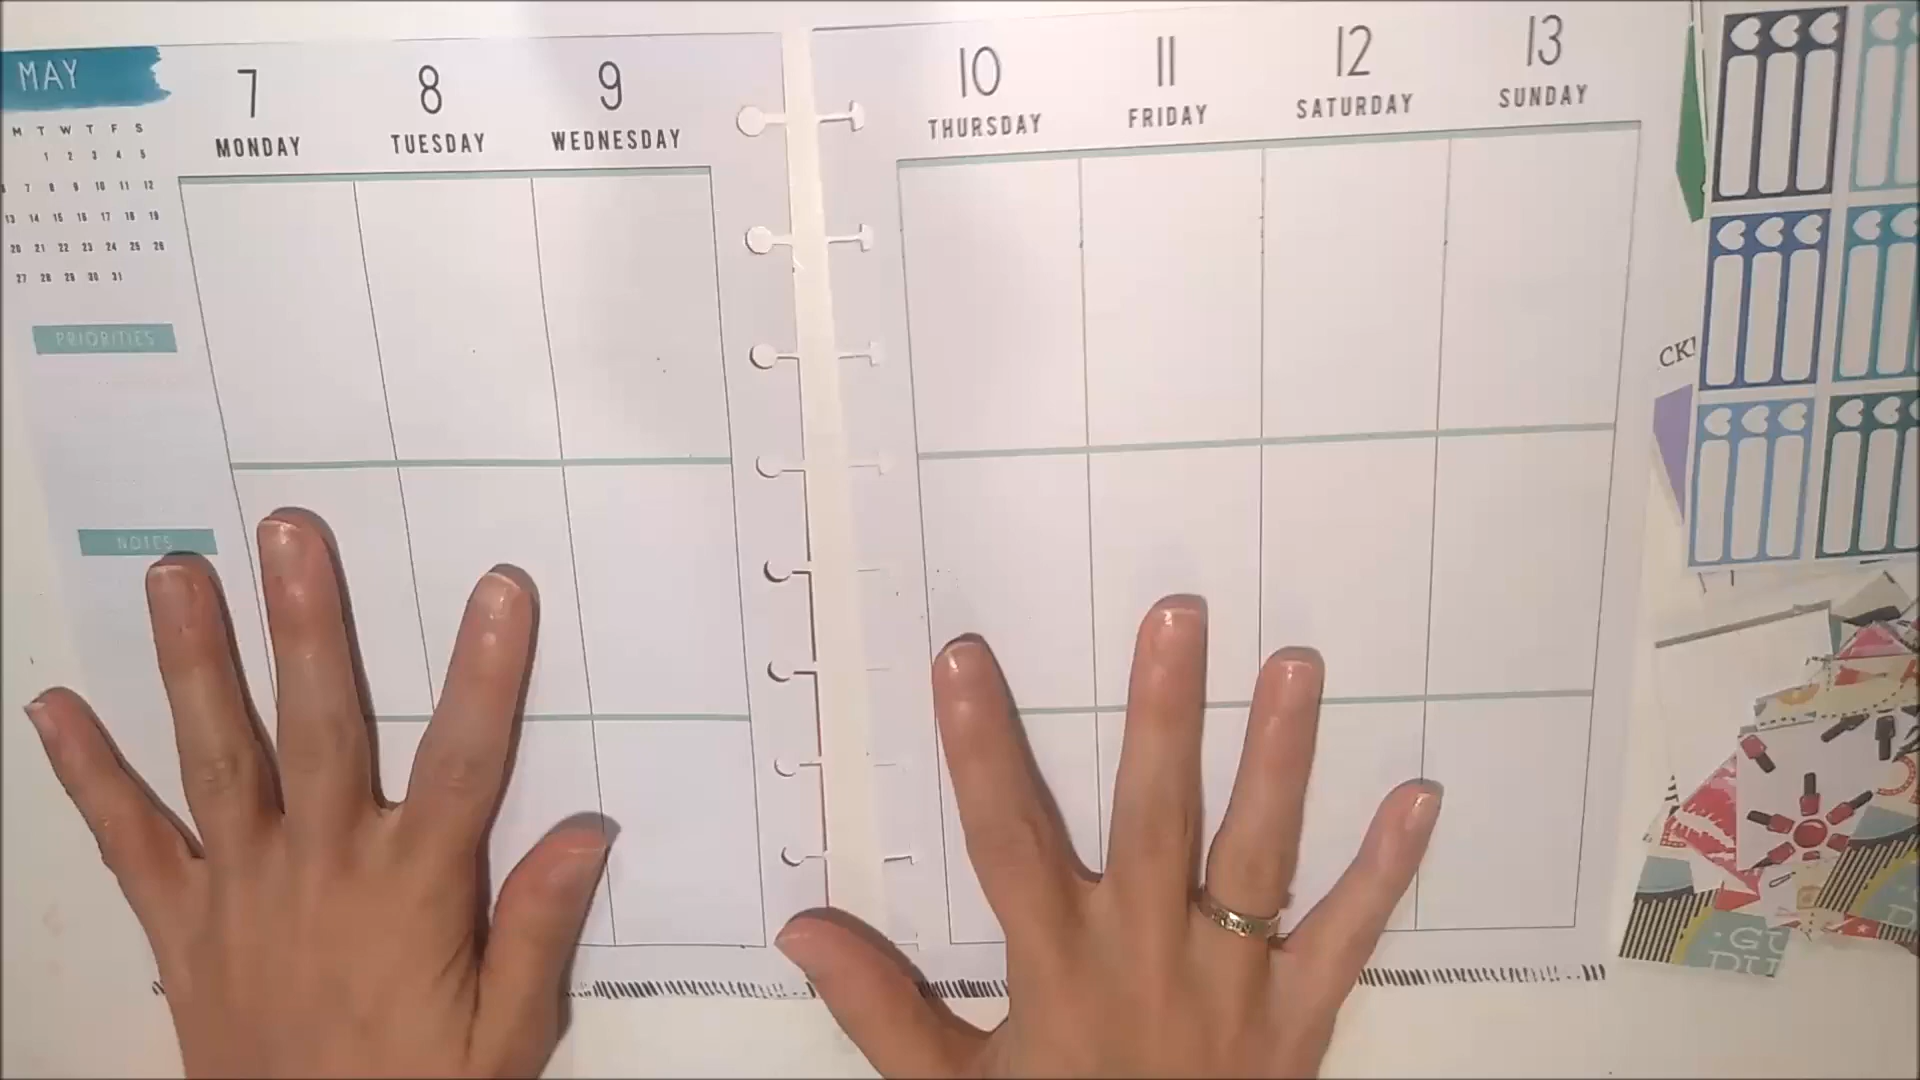 MAY
7 8 9 10 11 12 13
MONDAY TUESDAY WEDNESDAY THURSDAY FRIDAY SATURDAY SUNDAY
M T W T F S
1 2 3 4 5
7 8 9 10 11 12
13 14 15 16 17 18 19
20 21 22 23 24 25 26
27 28 29 30 31
PRIORITIES
NOTES
CK!